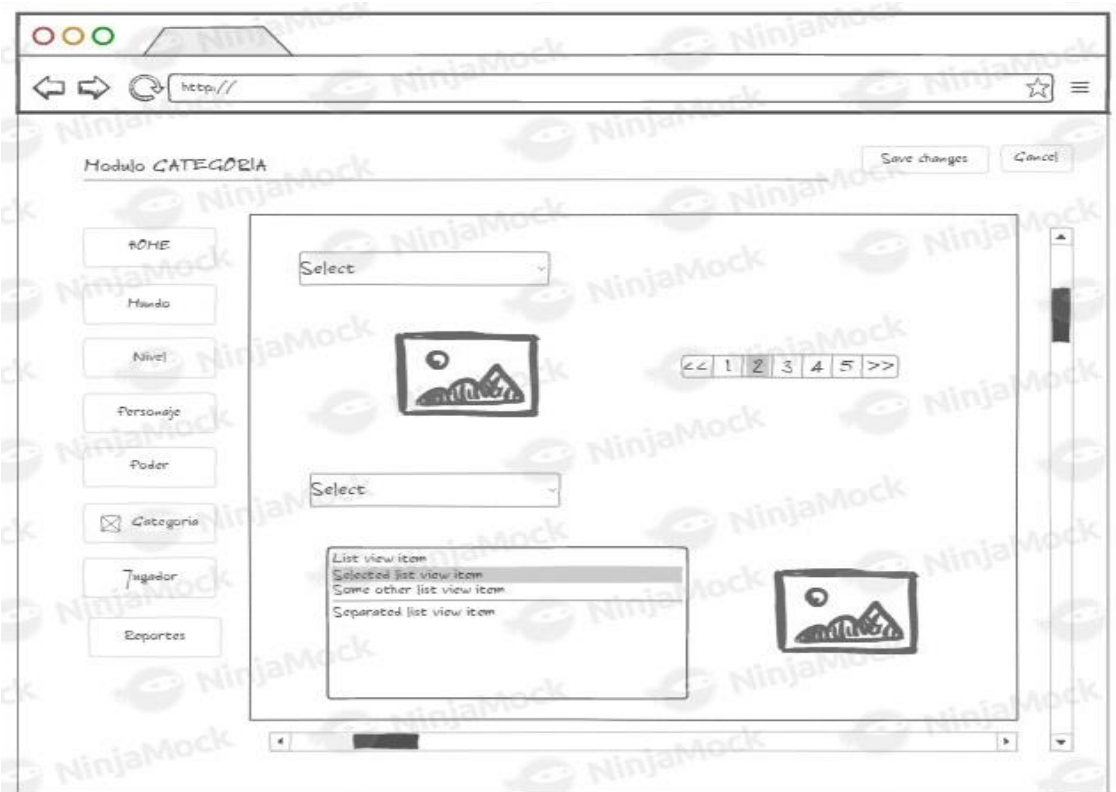 http://
Modulo CATEGORIA
Save changes
Cancel
HOME
Mundo
Nivel
Personaje
Poder
Categoria
Jugador
Reportes
Select
<< 1 2 3 4 5 >>
Select
List view item
Selected list view item
Some other list view item
Separated list view item
NinjaMock